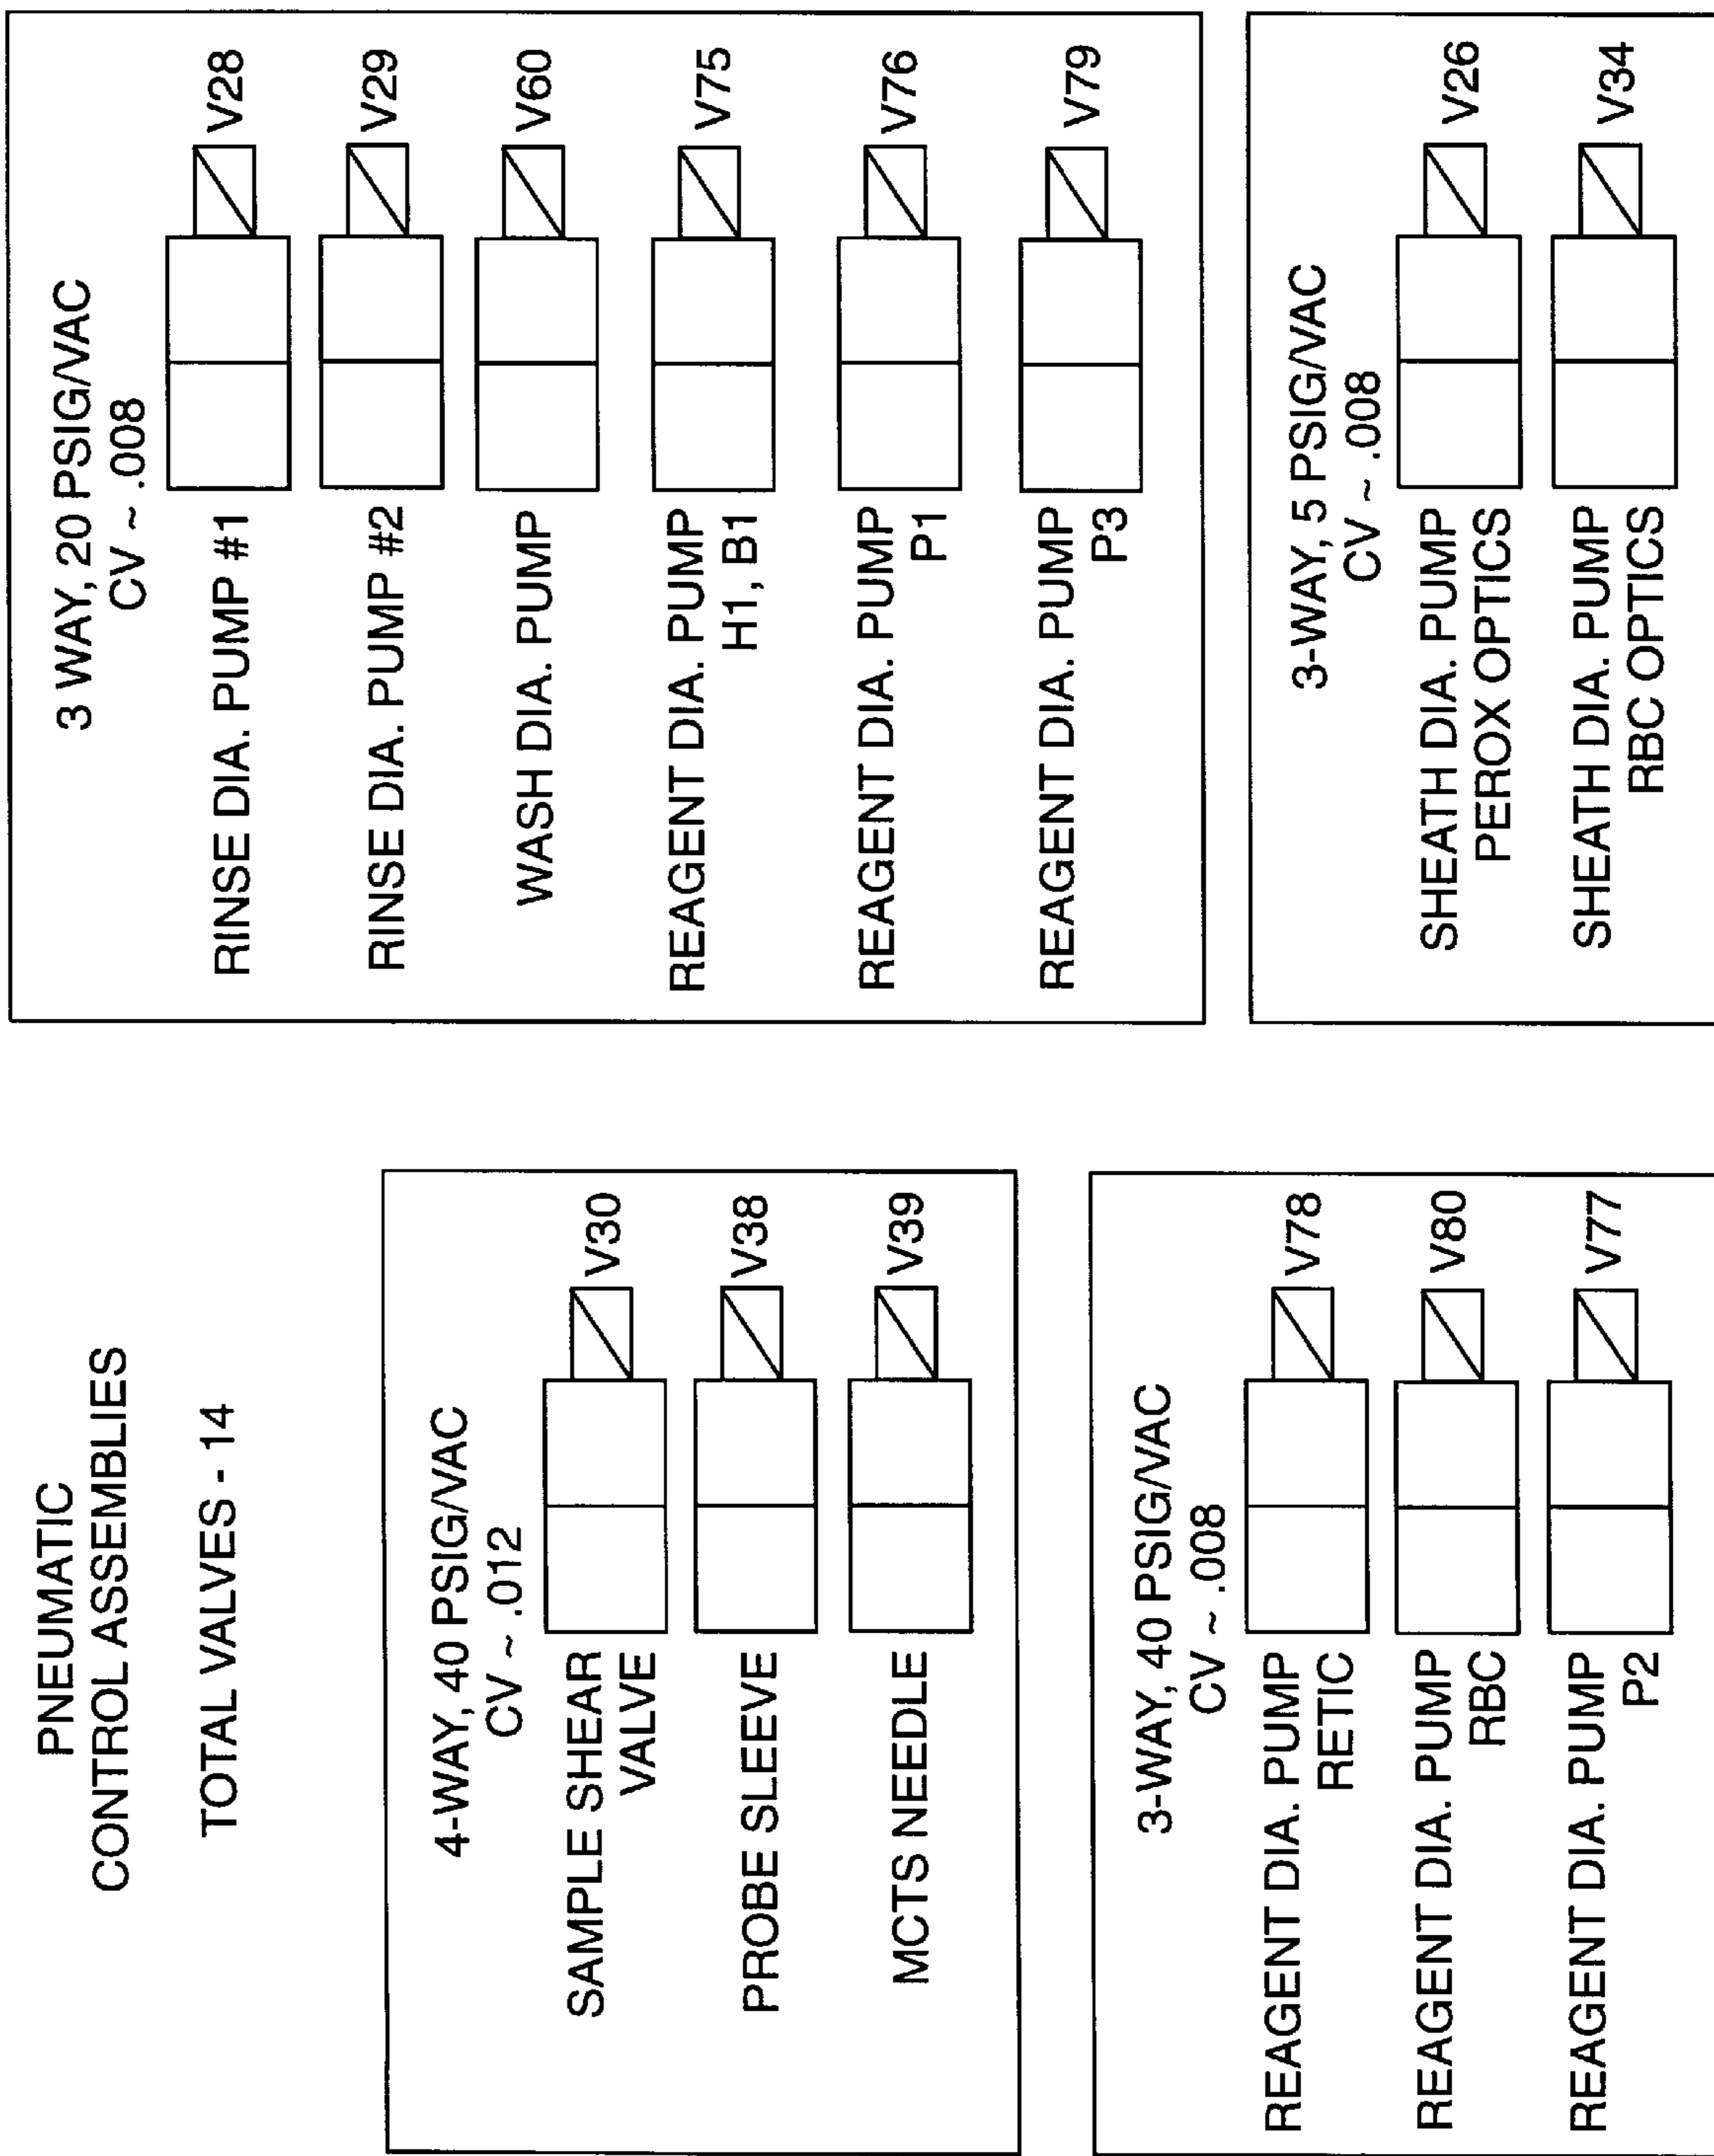 PNEUMATIC
CONTROL ASSEMBLIES
TOTAL VALVES - 14
4-WAY, 40 PSIG/VAC
CV ~ .012
SAMPLE SHEAR
VALVE
V30
PROBE SLEEVE
V38
MCTS NEEDLE
V39
3-WAY, 40 PSIG/VAC
CV ~ .008
REAGENT DIA. PUMP
RETIC
V78
REAGENT DIA. PUMP
RBC
V80
REAGENT DIA. PUMP
P2
V77
3 WAY, 20 PSIG/VAC
CV ~ .008
RINSE DIA. PUMP #1
V28
RINSE DIA. PUMP #2
V29
WASH DIA. PUMP
V60
REAGENT DIA. PUMP
H1, B1
V75
REAGENT DIA. PUMP
P1
V76
REAGENT DIA. PUMP
P3
V79
3-WAY, 5 PSIG/VAC
CV ~ .008
SHEATH DIA. PUMP
PEROX OPTICS
V26
SHEATH DIA. PUMP
RBC OPTICS
V34